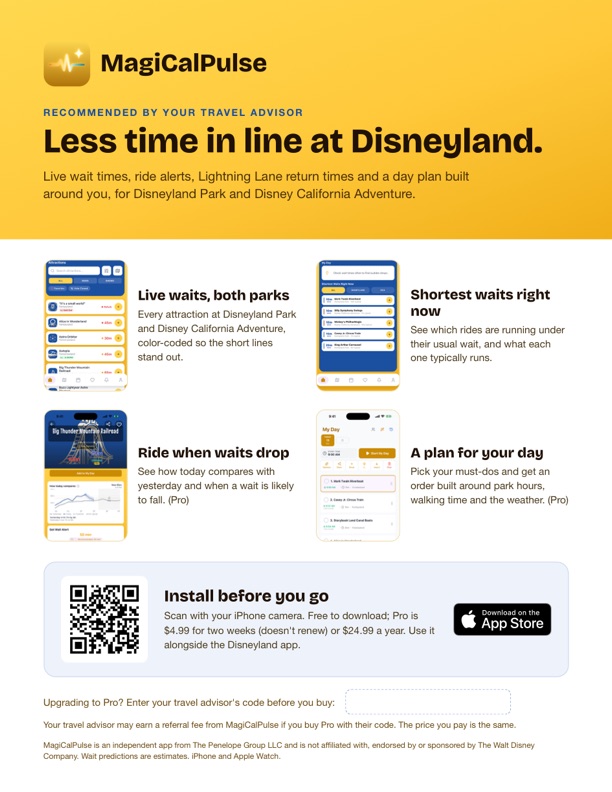 MagiCalPulse
RECOMMENDED BY YOUR TRAVEL ADVISOR
Less time in line at Disneyland.
Live wait times, ride alerts, Lightning Lane return times and a day plan built
around you, for Disneyland Park and Disney California Adventure.
Live waits, both parks
Every attraction at Disneyland Park
and Disney California Adventure,
color-coded so the short lines
stand out.
Shortest waits right
now
See which rides are running under
their usual wait, and what each
one typically runs.
Big Thunder Mountain Railroad
Ride when waits drop
See how today compares with
yesterday and when a wait is likely
to fall. (Pro)
9:41
My Day
A plan for your day
Pick your must-dos and get an
order built around park hours,
walking time and the weather. (Pro)
Install before you go
Scan with your iPhone camera. Free to download; Pro is
$4.99 for two weeks (doesn't renew) or $24.99 a year. Use it
alongside the Disneyland app.
Download on the
App Store
Upgrading to Pro? Enter your travel advisor's code before you buy:
Your travel advisor may earn a referral fee from MagiCalPulse if you buy Pro with their code. The price you pay is the same.
MagiCalPulse is an independent app from The Penelope Group LLC and is not affiliated with, endorsed by or sponsored by The Walt Disney
Company. Wait predictions are estimates. iPhone and Apple Watch.